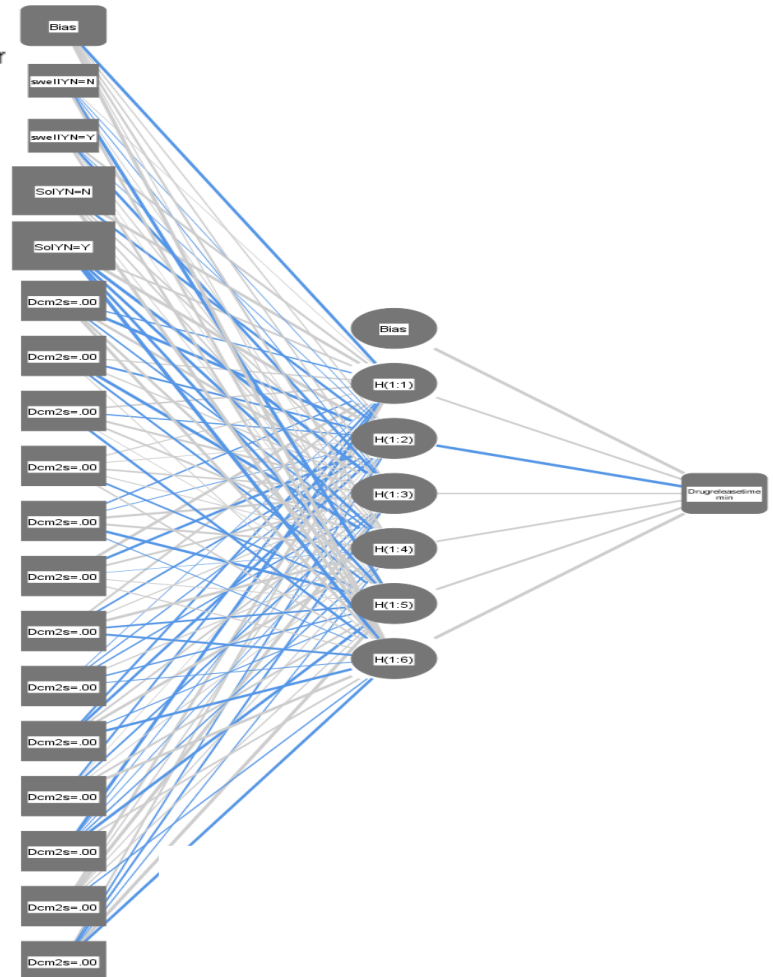 Bias
r
swellYN=N
swellYN=Y
SolYN=N
SolYN=Y
Dcm2s=.00
Dcm2s=.00
Dcm2s=.00
Dcm2s=.00
Dcm2s=.00
Dcm2s=.00
Dcm2s=.00
Dcm2s=.00
Dcm2s=.00
Dcm2s=.00
Dcm2s=.00
Dcm2s=.00
Dcm2s=.00
Bias
H(1:1)
H(1:2)
H(1:3)
H(1:4)
H(1:5)
H(1:6)
Drugreleasetime
min